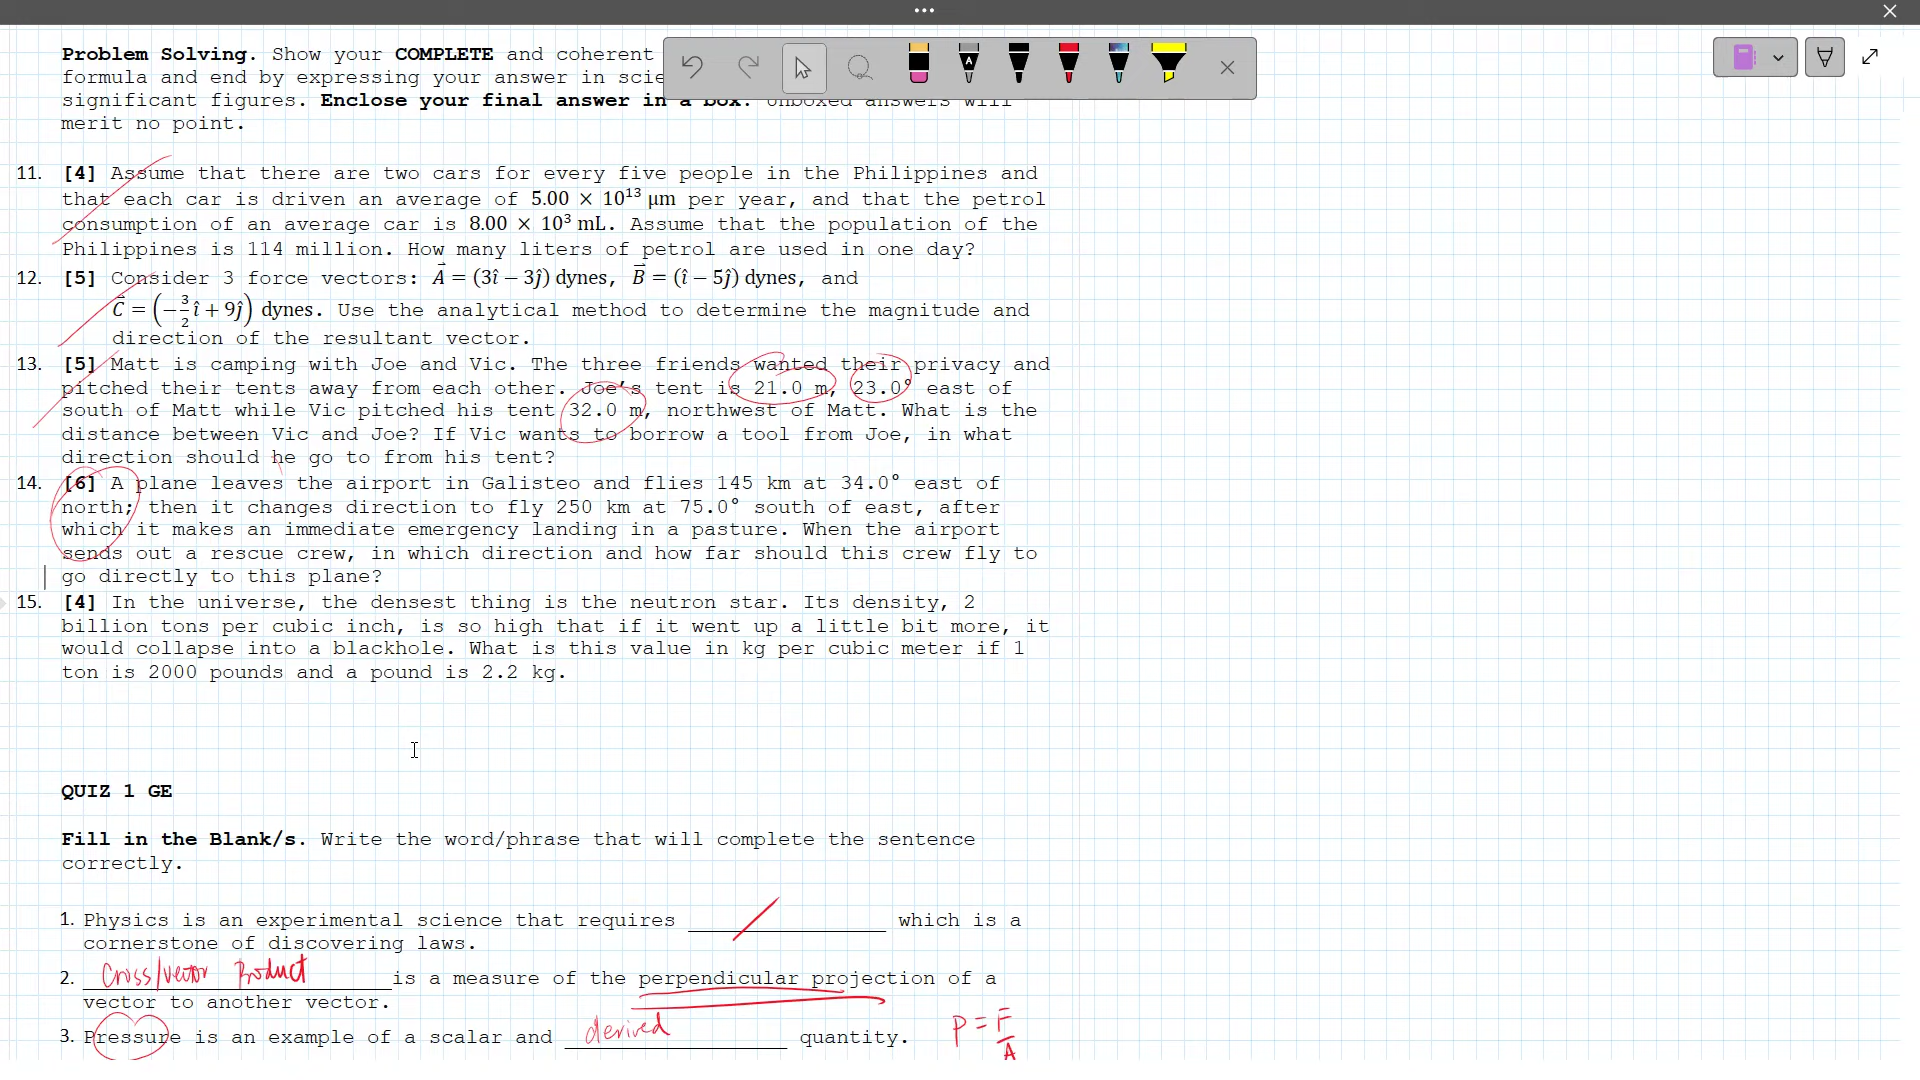 Problem Solving. Show your COMPLETE and coherent
formula and end by expressing your answer in scie
significant figures. Enclose your final answer in a box. Unboxed answers will
merit no point.
11. [4] Assume that there are two cars for every five people in the Philippines and
that each car is driven an average of 5.00 × 10¹³ μm per year, and that the petrol
consumption of an average car is 8.00 × 10³ mL. Assume that the population of the
Philippines is 114 million. How many liters of petrol are used in one day?
12. [5] Consider 3 force vectors: A⃗ = (3î − 3ĵ) dynes, B⃗ = (î − 5ĵ) dynes, and
C⃗ = (−3/2 î + 9ĵ) dynes. Use the analytical method to determine the magnitude and
direction of the resultant vector.
13. [5] Matt is camping with Joe and Vic. The three friends wanted their privacy and
pitched their tents away from each other. Joe's tent is 21.0 m, 23.0° east of
south of Matt while Vic pitched his tent 32.0 m, northwest of Matt. What is the
distance between Vic and Joe? If Vic wants to borrow a tool from Joe, in what
direction should he go to from his tent?
14. [6] A plane leaves the airport in Galisteo and flies 145 km at 34.0° east of
north; then it changes direction to fly 250 km at 75.0° south of east, after
which it makes an immediate emergency landing in a pasture. When the airport
sends out a rescue crew, in which direction and how far should this crew fly to
go directly to this plane?
15. [4] In the universe, the densest thing is the neutron star. Its density, 2
billion tons per cubic inch, is so high that if it went up a little bit more, it
would collapse into a blackhole. What is this value in kg per cubic meter if 1
ton is 2000 pounds and a pound is 2.2 kg.
QUIZ 1 GE
Fill in the Blank/s. Write the word/phrase that will complete the sentence
correctly.
1. Physics is an experimental science that requires ________________ which is a
cornerstone of discovering laws.
2. Cross/vector Product is a measure of the perpendicular projection of a
vector to another vector.
3. Pressure is an example of a scalar and derived quantity. P = F/A